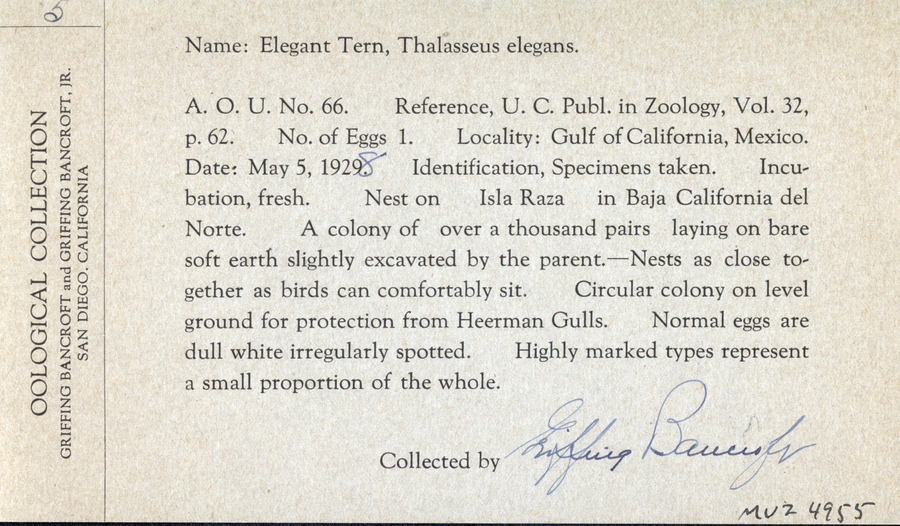 5
OOLOGICAL COLLECTION
GRIFFING BANCROFT and GRIFFING BANCROFT, JR.
SAN DIEGO, CALIFORNIA
Name: Elegant Tern, Thalasseus elegans.
A. O. U. No. 66. Reference, U. C. Publ. in Zoology, Vol. 32,
p. 62. No. of Eggs 1. Locality: Gulf of California, Mexico.
Date: May 5, 1929.8 Identification, Specimens taken. Incu-
bation, fresh. Nest on Isla Raza in Baja California del
Norte. A colony of over a thousand pairs laying on bare
soft earth slightly excavated by the parent.—Nests as close to-
gether as birds can comfortably sit. Circular colony on level
ground for protection from Heerman Gulls. Normal eggs are
dull white irregularly spotted. Highly marked types represent
a small proportion of the whole.
Collected by Griffing Bancroft
MVZ 4955